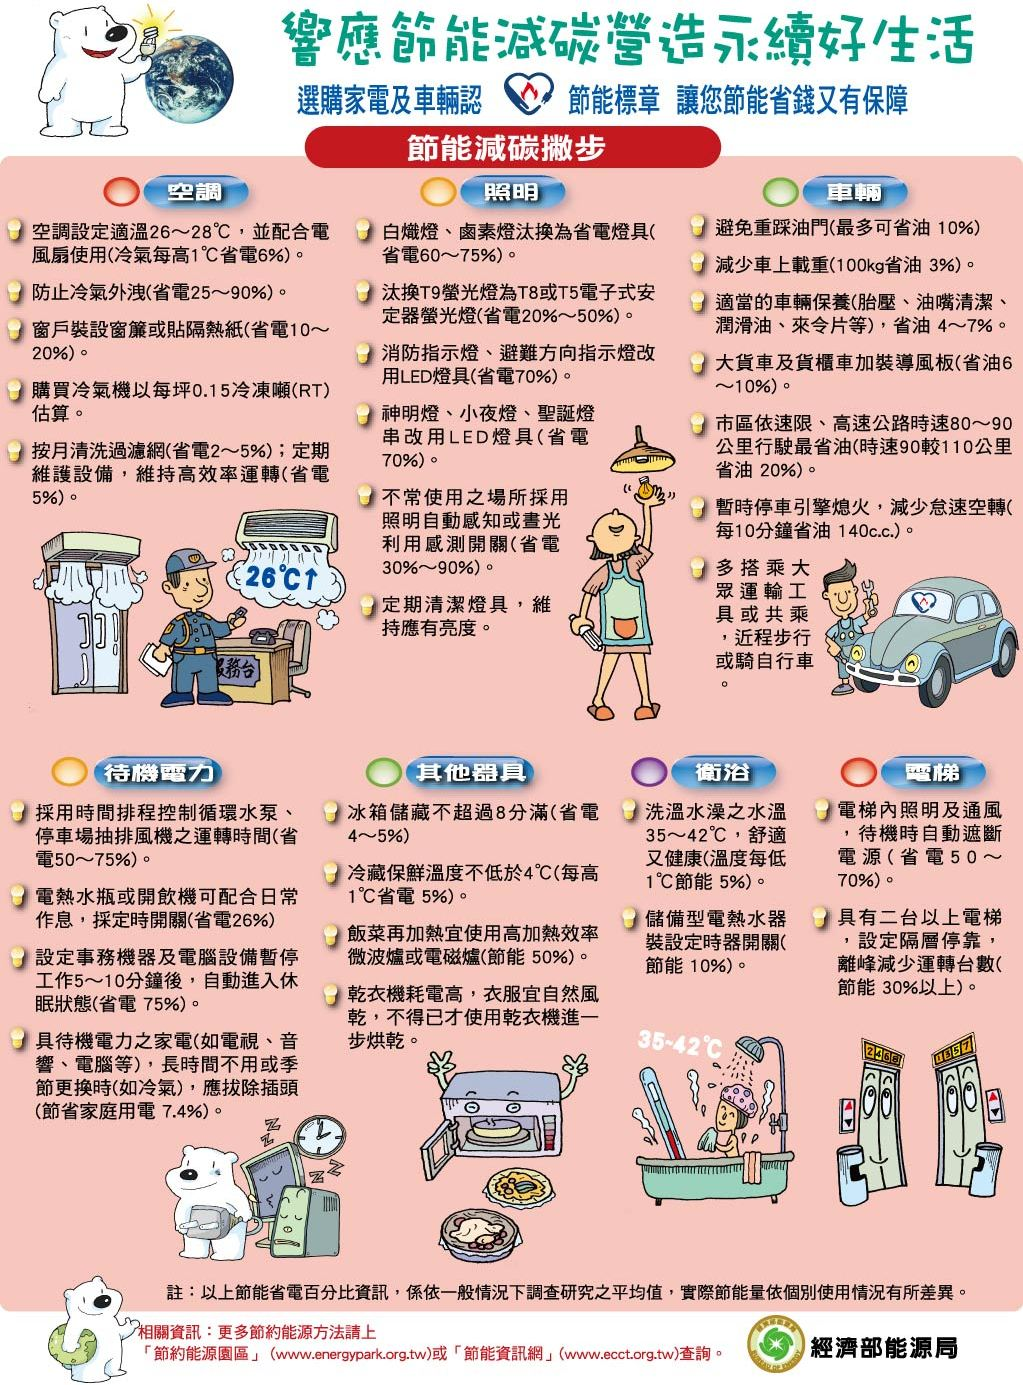 響應節能減碳營造永續好生活
選購家電及車輛認 節能標章 讓您節能省錢又有保障
節能減碳撇步
空調
空調設定適溫26～28℃，並配合電
風扇使用(冷氣每高1℃省電6%)。
防止冷氣外洩(省電25～90%)。
窗戶裝設窗簾或貼隔熱紙(省電10～
20%)。
購買冷氣機以每坪0.15冷凍噸(RT)
估算。
按月清洗過濾網(省電2～5%)；定期
維護設備，維持高效率運轉(省電
5%)。
26℃↑
服務台
照明
白熾燈、鹵素燈汰換為省電燈具(
省電60～75%)。
汰換T9螢光燈為T8或T5電子式安
定器螢光燈(省電20%～50%)。
消防指示燈、避難方向指示燈改
用LED燈具(省電70%)。
神明燈、小夜燈、聖誕燈
串改用LED燈具(省電
70%)。
不常使用之場所採用
照明自動感知或晝光
利用感測開關(省電
30%～90%)。
定期清潔燈具，維
持應有亮度。
車輛
避免重踩油門(最多可省油 10%)
減少車上載重(100kg省油 3%)。
適當的車輛保養(胎壓、油嘴清潔、
潤滑油、來令片等)，省油 4～7%。
大貨車及貨櫃車加裝導風板(省油6
～10%)。
市區依速限、高速公路時速80～90
公里行駛最省油(時速90較110公里
省油 20%)。
暫時停車引擎熄火，減少怠速空轉(
每10分鐘省油 140c.c.)。
多搭乘大
眾運輸工
具或共乘
，近程步行
或騎自行車
。
待機電力
採用時間排程控制循環水泵、
停車場抽排風機之運轉時間(省
電50～75%)。
電熱水瓶或開飲機可配合日常
作息，採定時開關(省電26%)
設定事務機器及電腦設備暫停
工作5～10分鐘後，自動進入休
眠狀態(省電 75%)。
具待機電力之家電(如電視、音
響、電腦等)，長時間不用或季
節更換時(如冷氣)，應拔除插頭
(節省家庭用電 7.4%)。
Z
Z
Z
Z
Z
其他器具
冰箱儲藏不超過8分滿(省電
4～5%)
冷藏保鮮溫度不低於4℃(每高
1℃省電 5%)。
飯菜再加熱宜使用高加熱效率
微波爐或電磁爐(節能 50%)。
乾衣機耗電高，衣服宜自然風
乾，不得已才使用乾衣機進一
步烘乾。
衛浴
洗溫水澡之水溫
35～42℃，舒適
又健康(溫度每低
1℃節能 5%)。
儲備型電熱水器
裝設定時器開關(
節能 10%)。
35~42℃
電梯
電梯內照明及通風
，待機時自動遮斷
電源(省電50～
70%)。
具有二台以上電梯
，設定隔層停靠，
離峰減少運轉台數(
節能 30%以上)。
2468
1357
註：以上節能省電百分比資訊，係依一般情況下調查研究之平均值，實際節能量依個別使用情況有所差異。
相關資訊：更多節約能源方法請上
「節約能源園區」(www.energypark.org.tw)或「節能資訊網」(www.ecct.org.tw)查詢。
BUREAU OF ENERGY
經濟部能源局